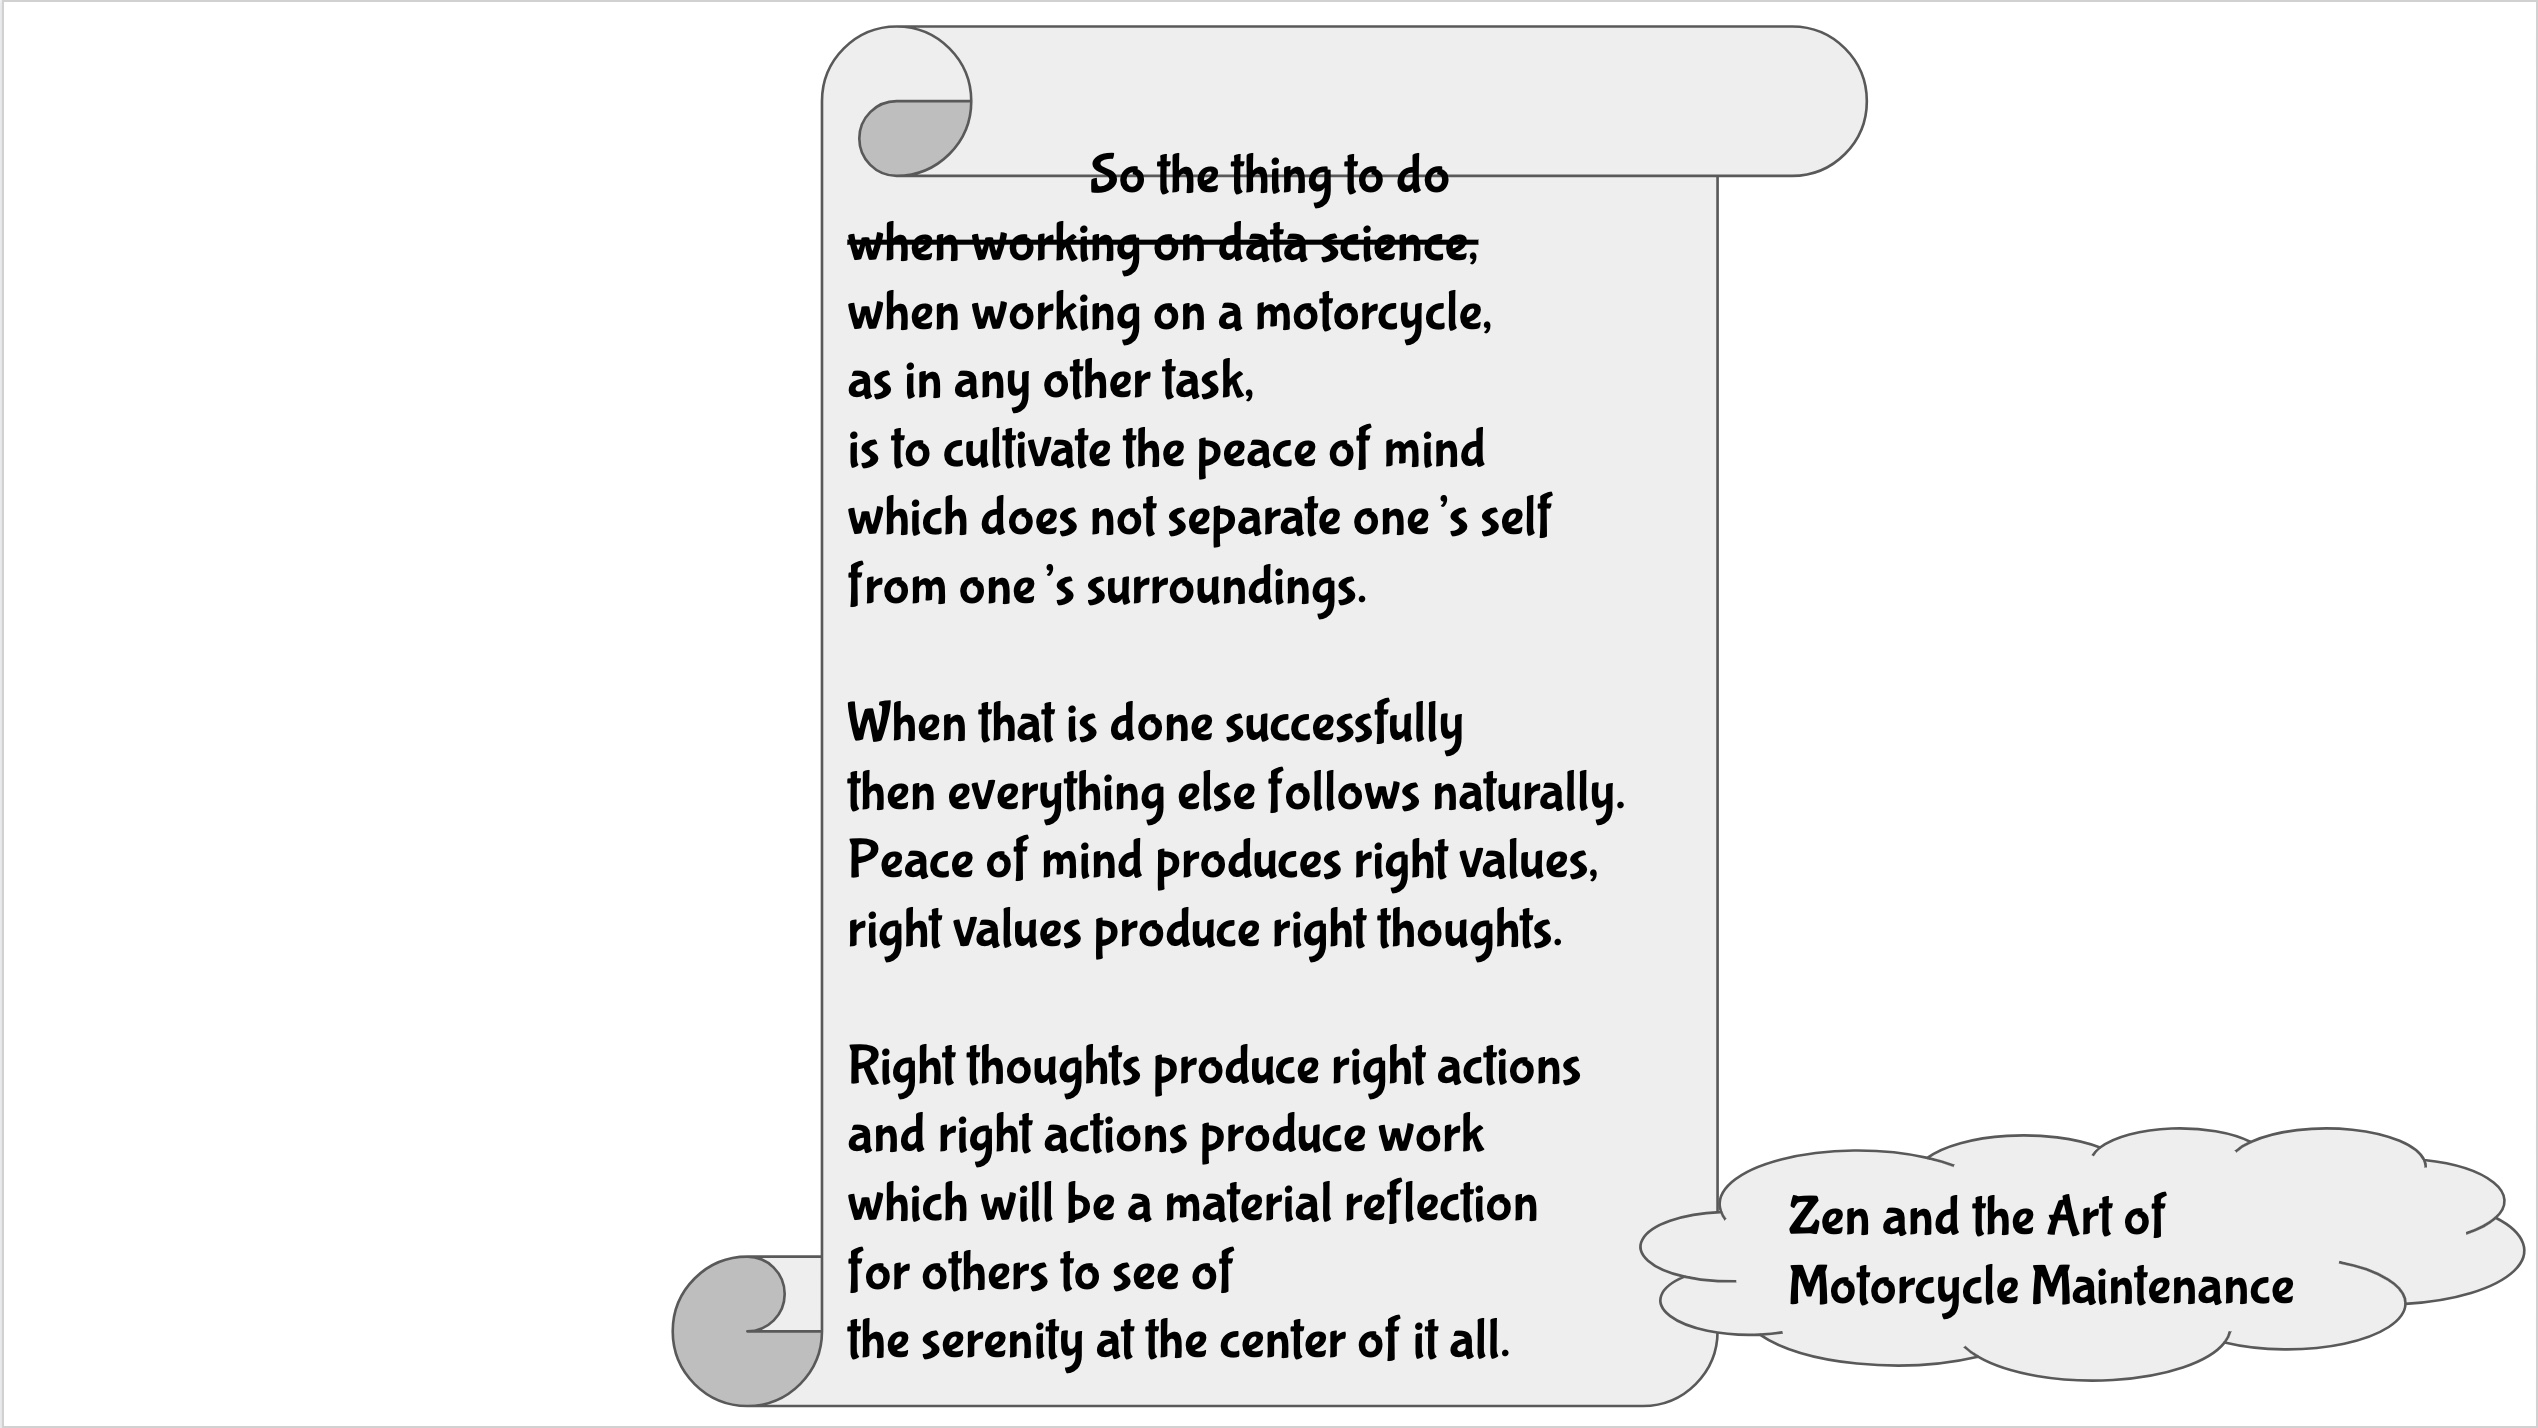 So the thing to do
when working on data science,
when working on a motorcycle,
as in any other task,
is to cultivate the peace of mind
which does not separate one's self
from one's surroundings.
When that is done successfully
then everything else follows naturally.
Peace of mind produces right values,
right values produce right thoughts.
Right thoughts produce right actions
and right actions produce work
which will be a material reflection
for others to see of
the serenity at the center of it all.
Zen and the Art of
Motorcycle Maintenance